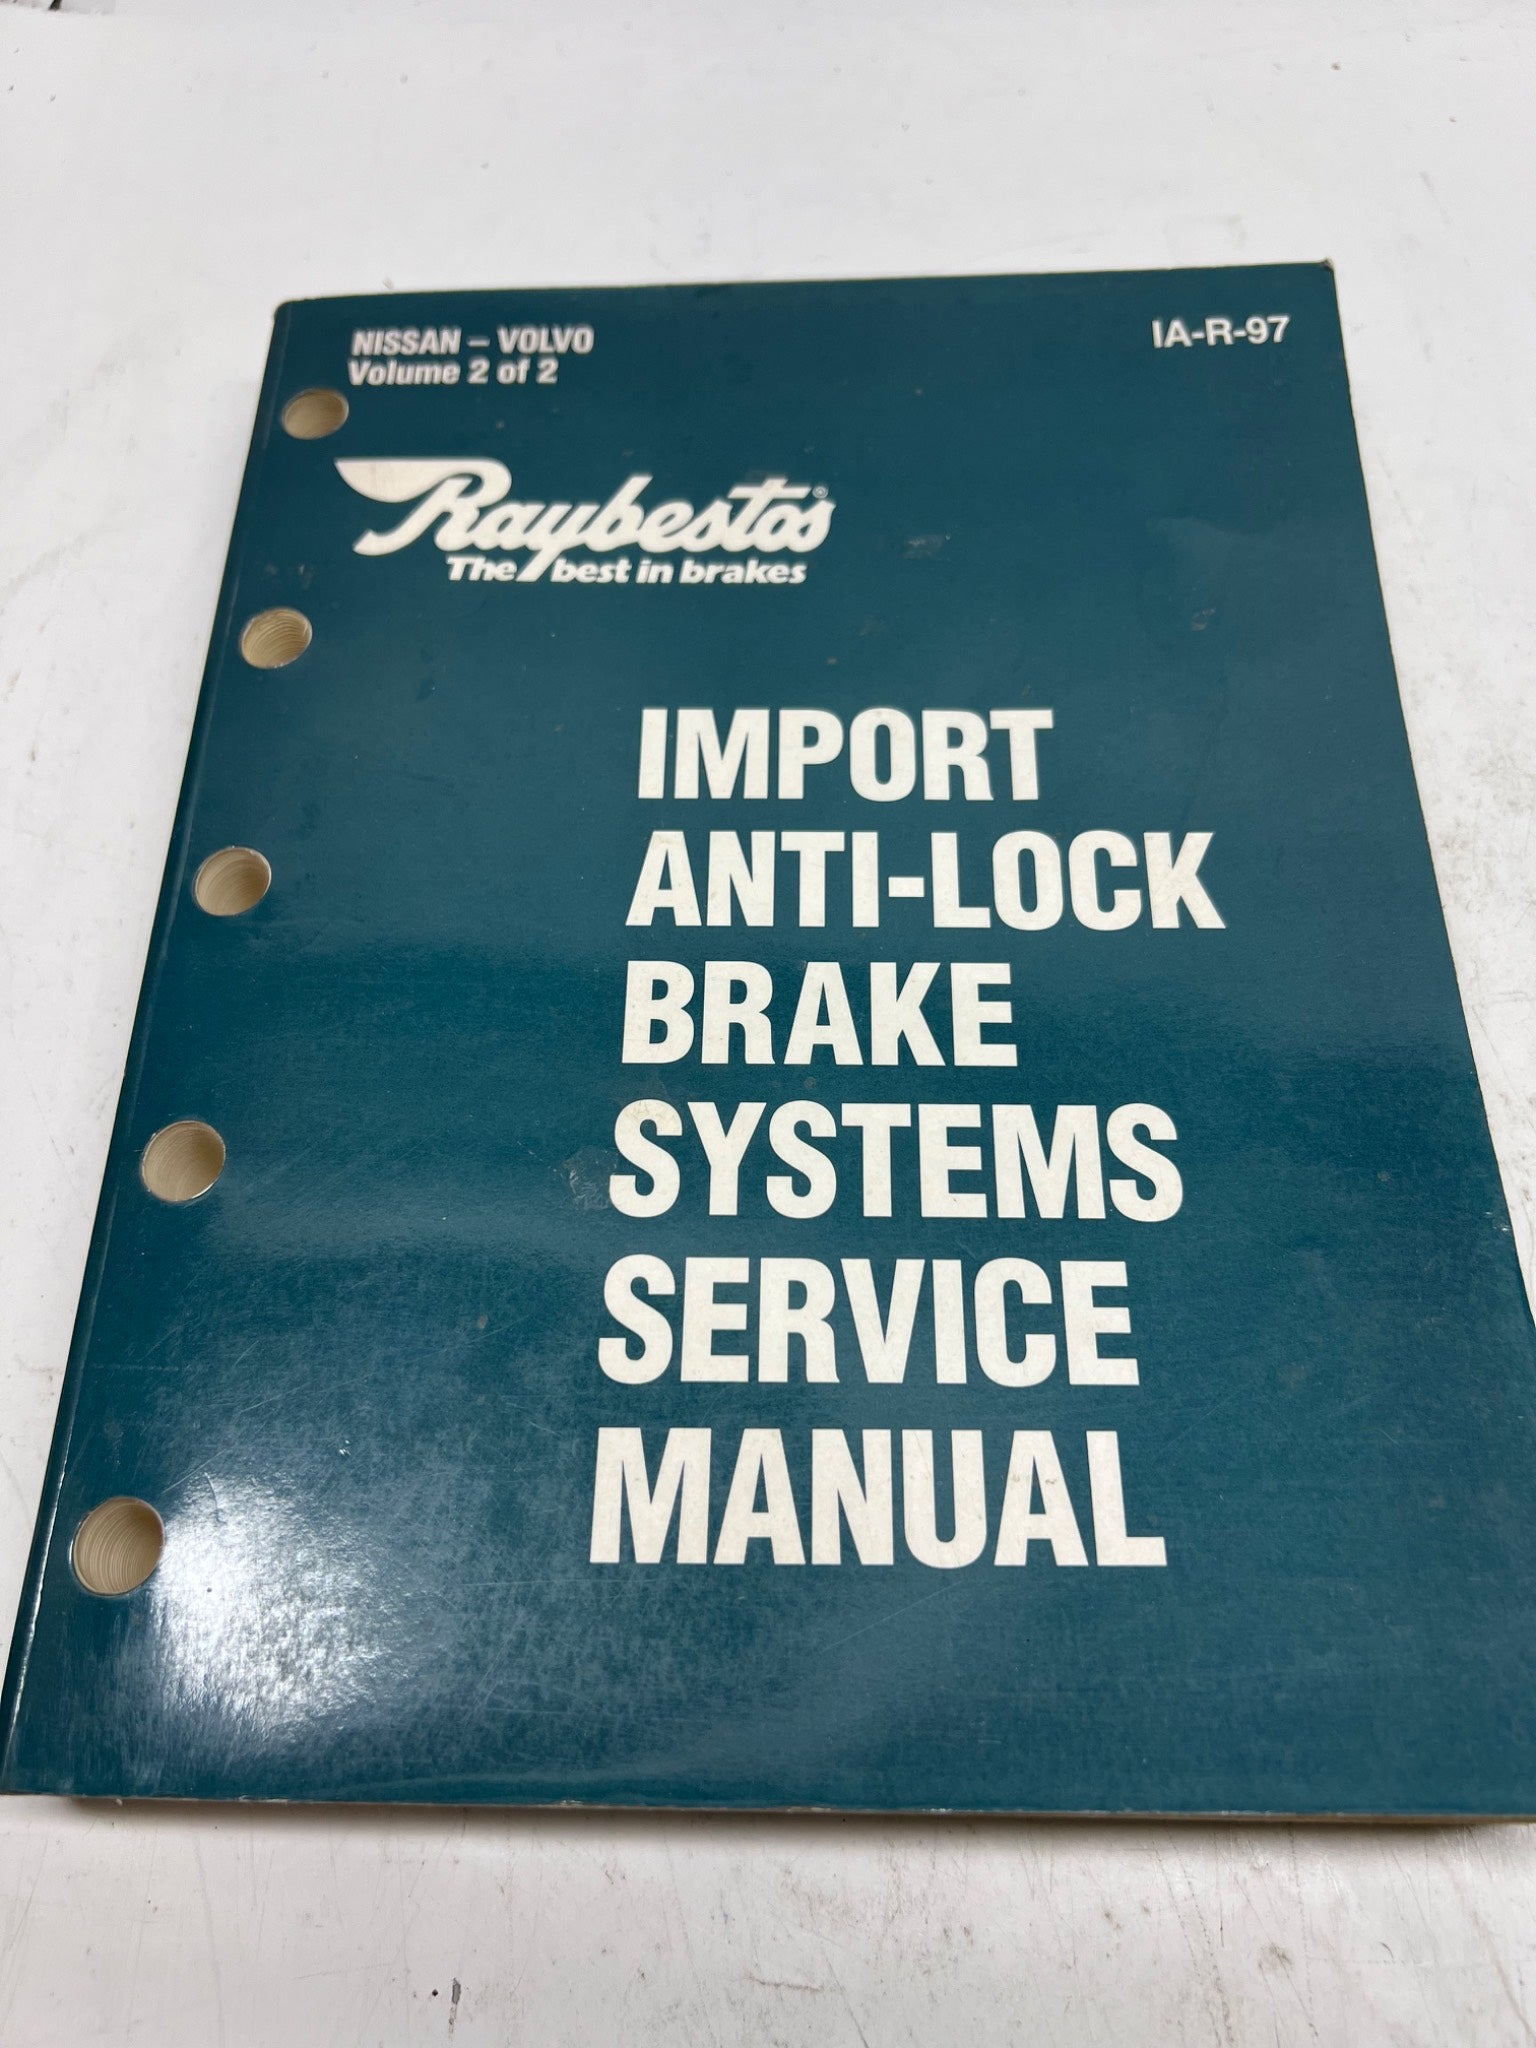 NISSAN – VOLVO
Volume 2 of 2
IA-R-97
Raybestos®
The best in brakes
IMPORT
ANTI-LOCK
BRAKE
SYSTEMS
SERVICE
MANUAL